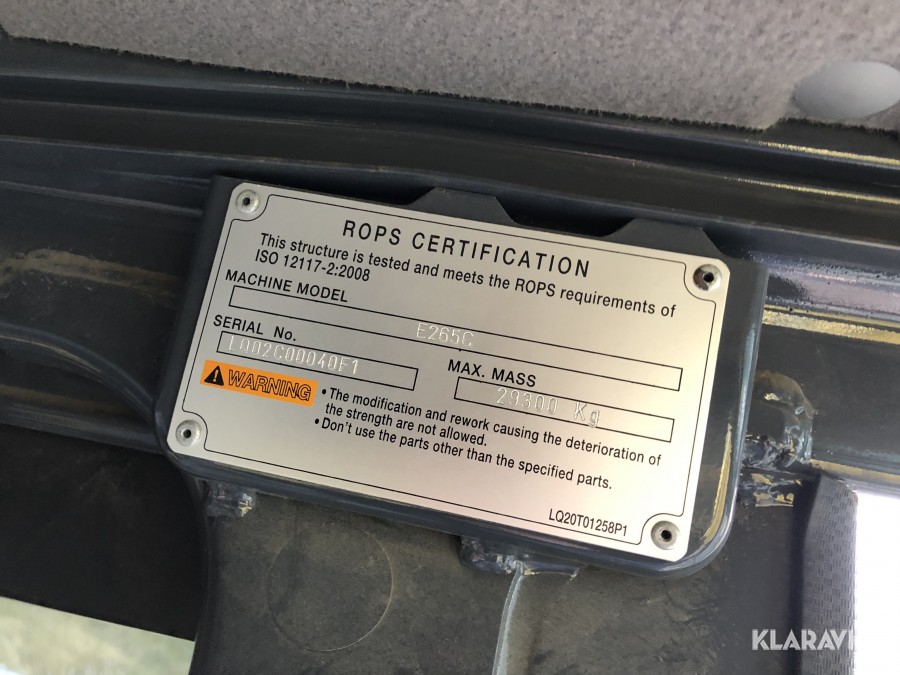 ROPS CERTIFICATION
This structure is tested and meets the ROPS requirements of
ISO 12117-2:2008
MACHINE MODEL
E265C
SERIAL No.
LQ02C00040F1
MAX. MASS
29300 Kg
WARNING
• The modification and rework causing the deterioration of
the strength are not allowed.
• Don't use the parts other than the specified parts.
LQ20T01258P1
KLARAVI